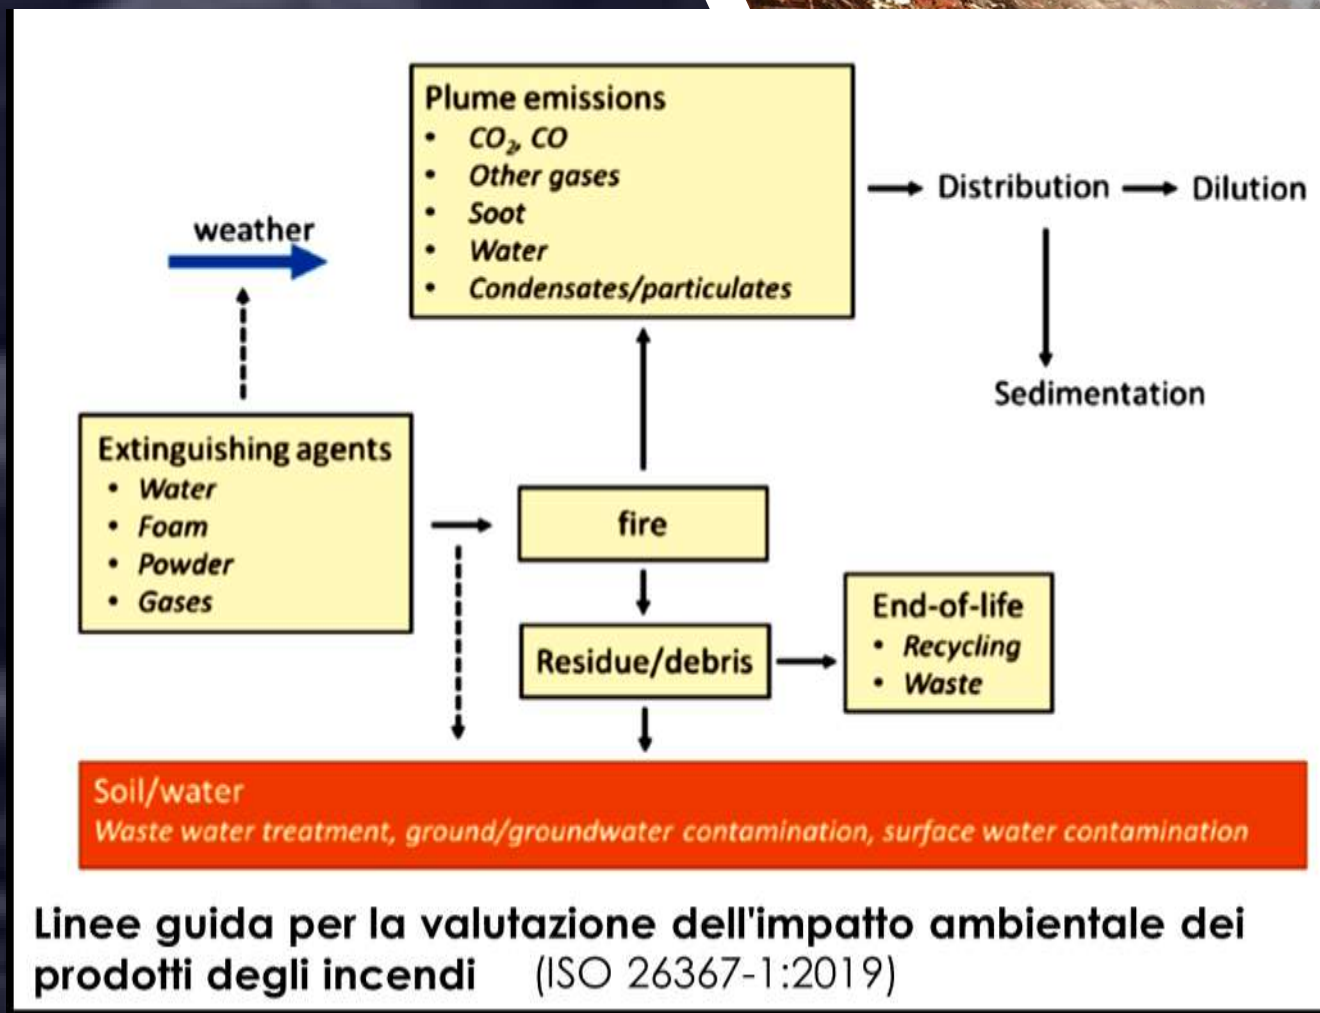 Plume emissions
• CO₂, CO
• Other gases
• Soot
• Water
• Condensates/particulates
Distribution
Dilution
Sedimentation
weather
Extinguishing agents
• Water
• Foam
• Powder
• Gases
fire
Residue/debris
End-of-life
• Recycling
• Waste
Soil/water
Waste water treatment, ground/groundwater contamination, surface water contamination
Linee guida per la valutazione dell'impatto ambientale dei
prodotti degli incendi (ISO 26367-1:2019)